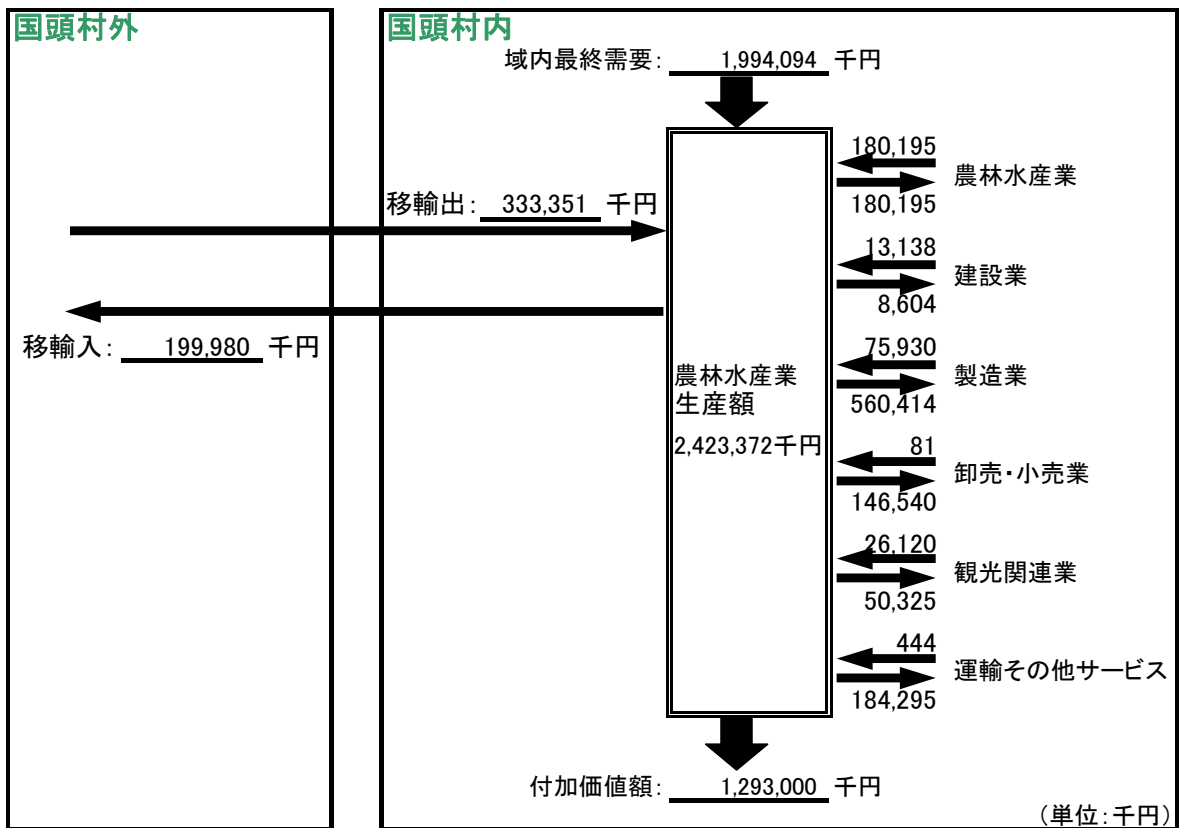 国頭村外
国頭村内
域内最終需要: 1,994,094 千円
180,195
農林水産業
180,195
移輸出: 333,351 千円
13,138
建設業
8,604
移輸入: 199,980 千円
75,930
製造業
560,414
農林水産業
生産額
2,423,372千円
81
卸売・小売業
146,540
26,120
観光関連業
50,325
444
運輸その他サービス
184,295
付加価値額: 1,293,000 千円
(単位:千円)